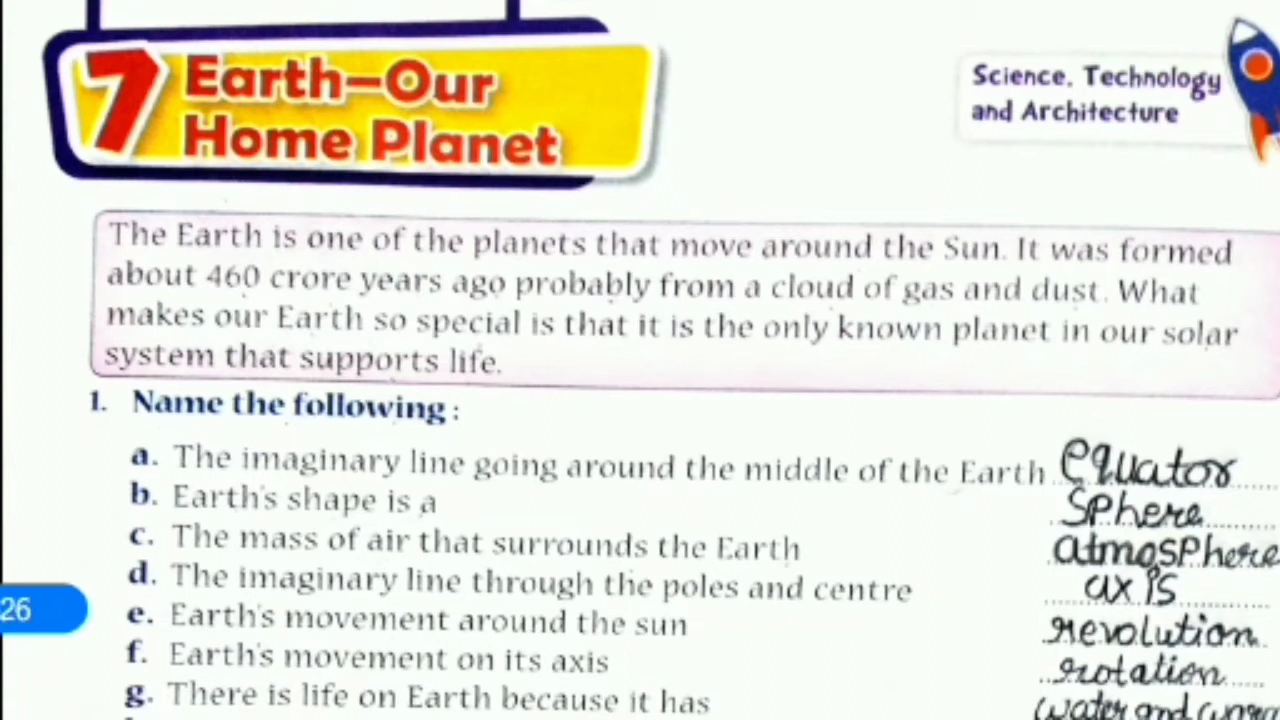 7 Earth–Our
Home Planet
Science, Technology
and Architecture
The Earth is one of the planets that move around the Sun. It was formed
about 460 crore years ago probably from a cloud of gas and dust. What
makes our Earth so special is that it is the only known planet in our solar
system that supports life.
1. Name the following :
a. The imaginary line going around the middle of the Earth equator
b. Earth's shape is a sphere
c. The mass of air that surrounds the Earth atmosphere
d. The imaginary line through the poles and centre axis
26
e. Earth's movement around the sun revolution
f. Earth's movement on its axis rotation
g. There is life on Earth because it has water and